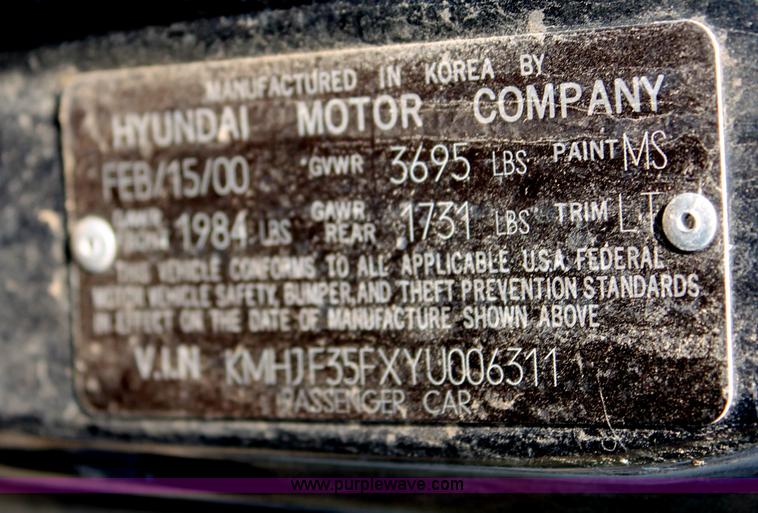 MANUFACTURED IN KOREA BY
HYUNDAI MOTOR COMPANY
FEB/15/00 GVWR 3695 LBS PAINT MS
GAWR FRONT 1984 LBS GAWR REAR 1731 LBS TRIM LT
THIS VEHICLE CONFORMS TO ALL APPLICABLE U.S.A. FEDERAL
MOTOR VEHICLE SAFETY, BUMPER, AND THEFT PREVENTION STANDARDS
IN EFFECT ON THE DATE OF MANUFACTURE SHOWN ABOVE
V.I.N KMHJF35FXYU006311
PASSENGER CAR
www.purplewave.com